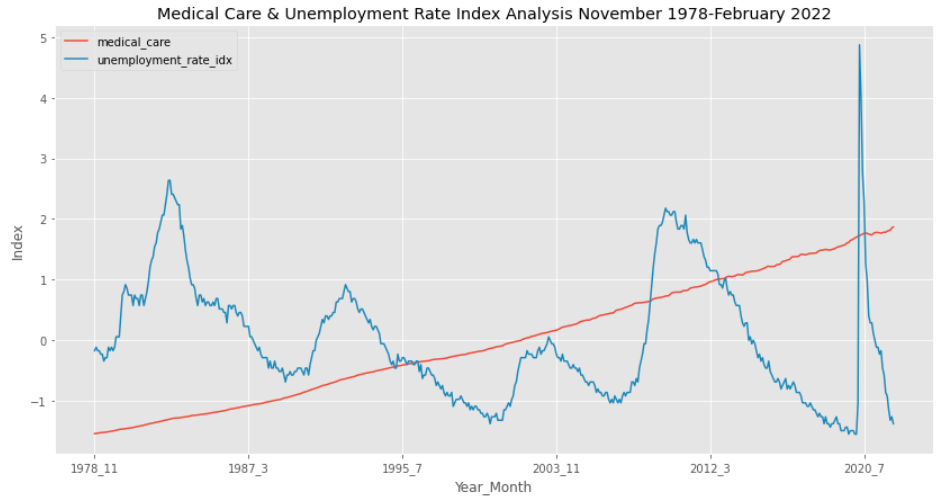 Medical Care & Unemployment Rate Index Analysis November 1978-February 2022
medical_care
unemployment_rate_idx
5
4
3
2
1
0
−1
Index
1978_11 1987_3 1995_7 2003_11 2012_3 2020_7
Year_Month